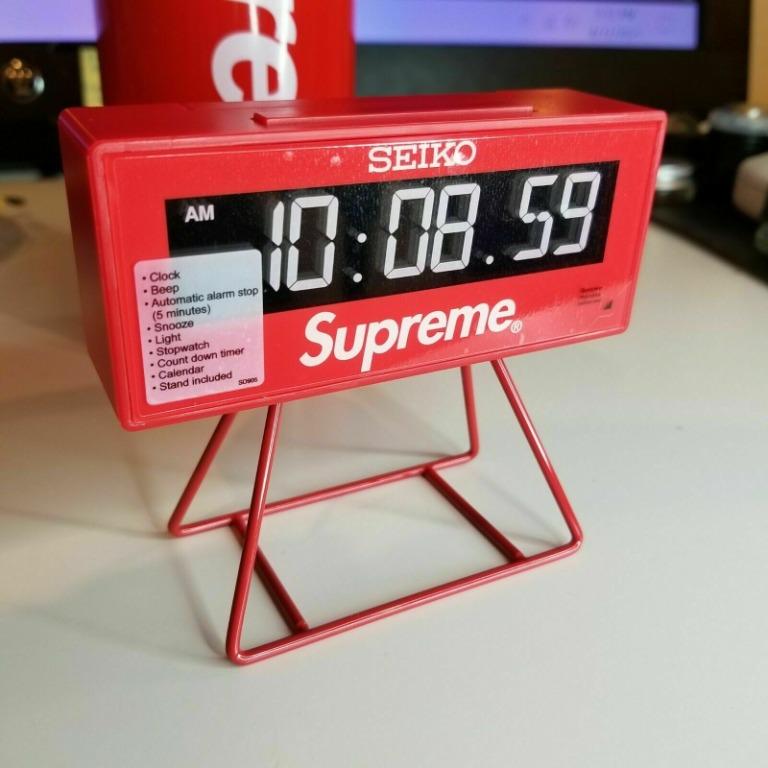 re
SEIKO
AM
10:08.59
• Clock
• Beep
• Automatic alarm stop
(5 minutes)
• Snooze
• Light
• Stopwatch
• Count down timer
• Calendar
• Stand included
SD905
Supreme®